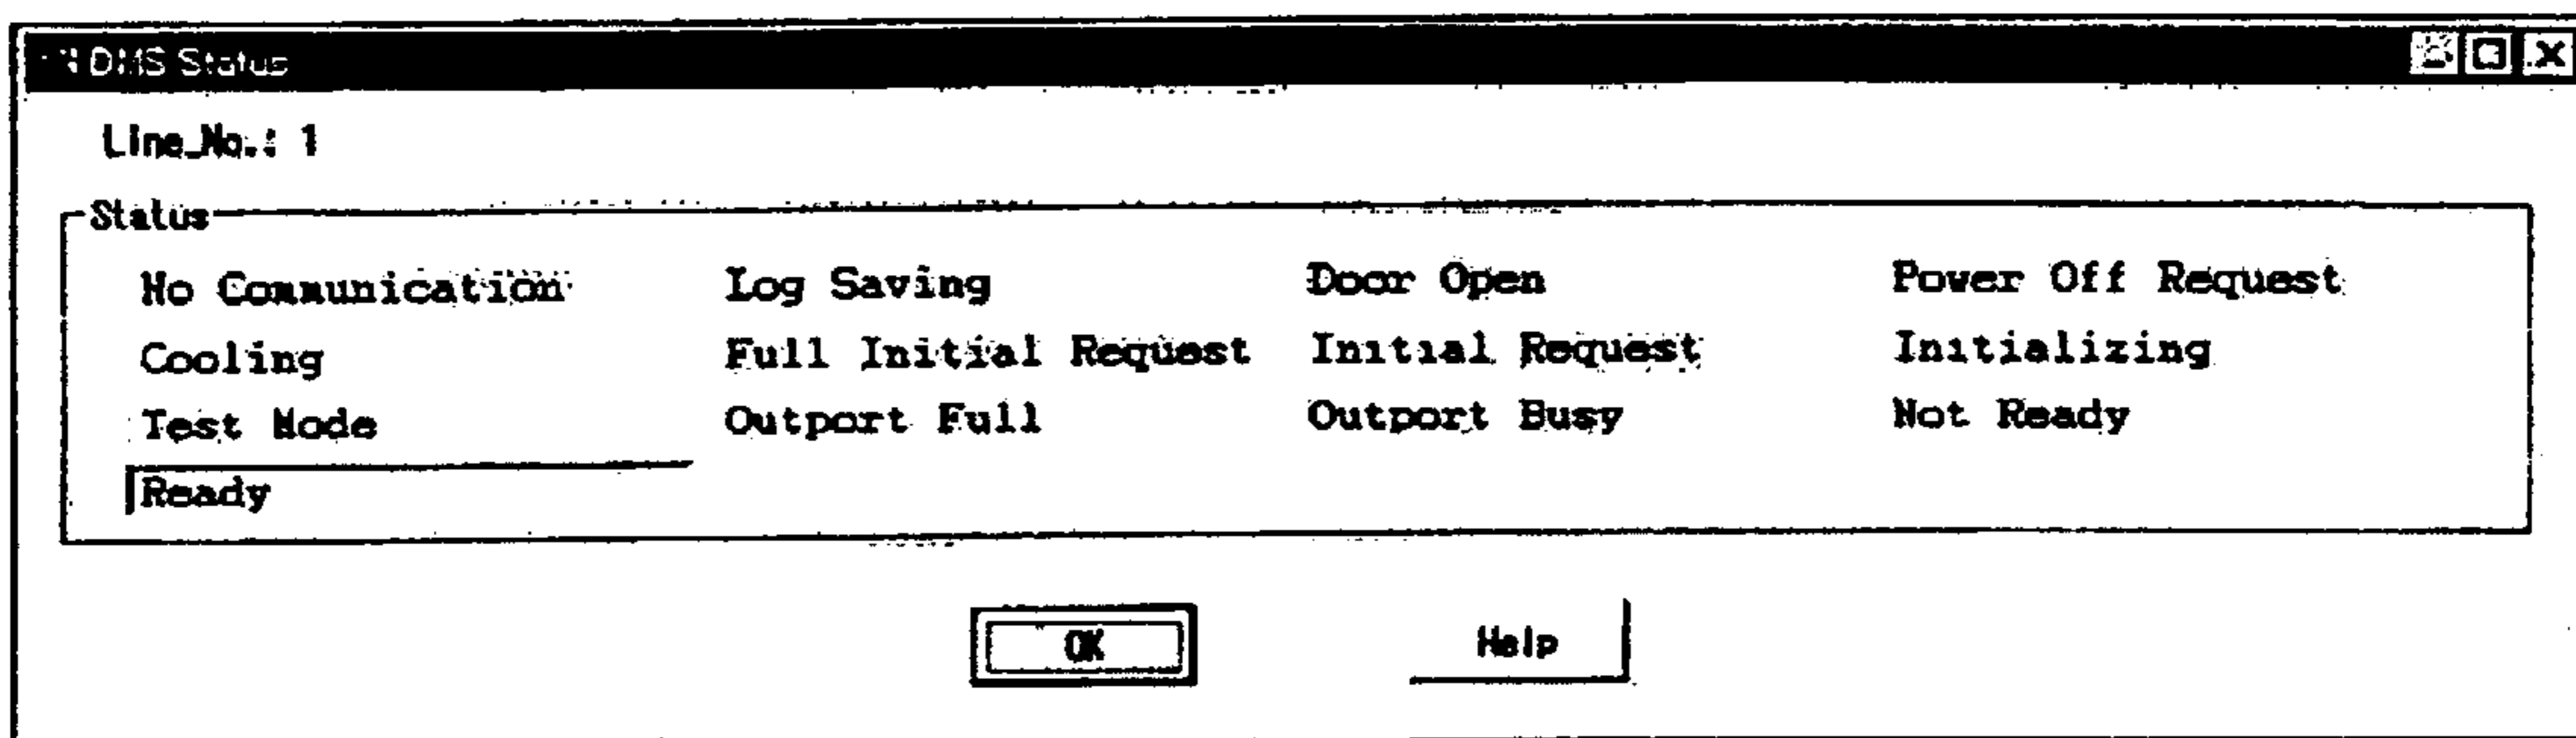 DMS Status
Line_No.: 1
Status
No Communication Log Saving Door Open Power Off Request
Cooling Full Initial Request Initial Request Initializing
Test Mode Outport Full Outport Busy Not Ready
Ready
OK Help